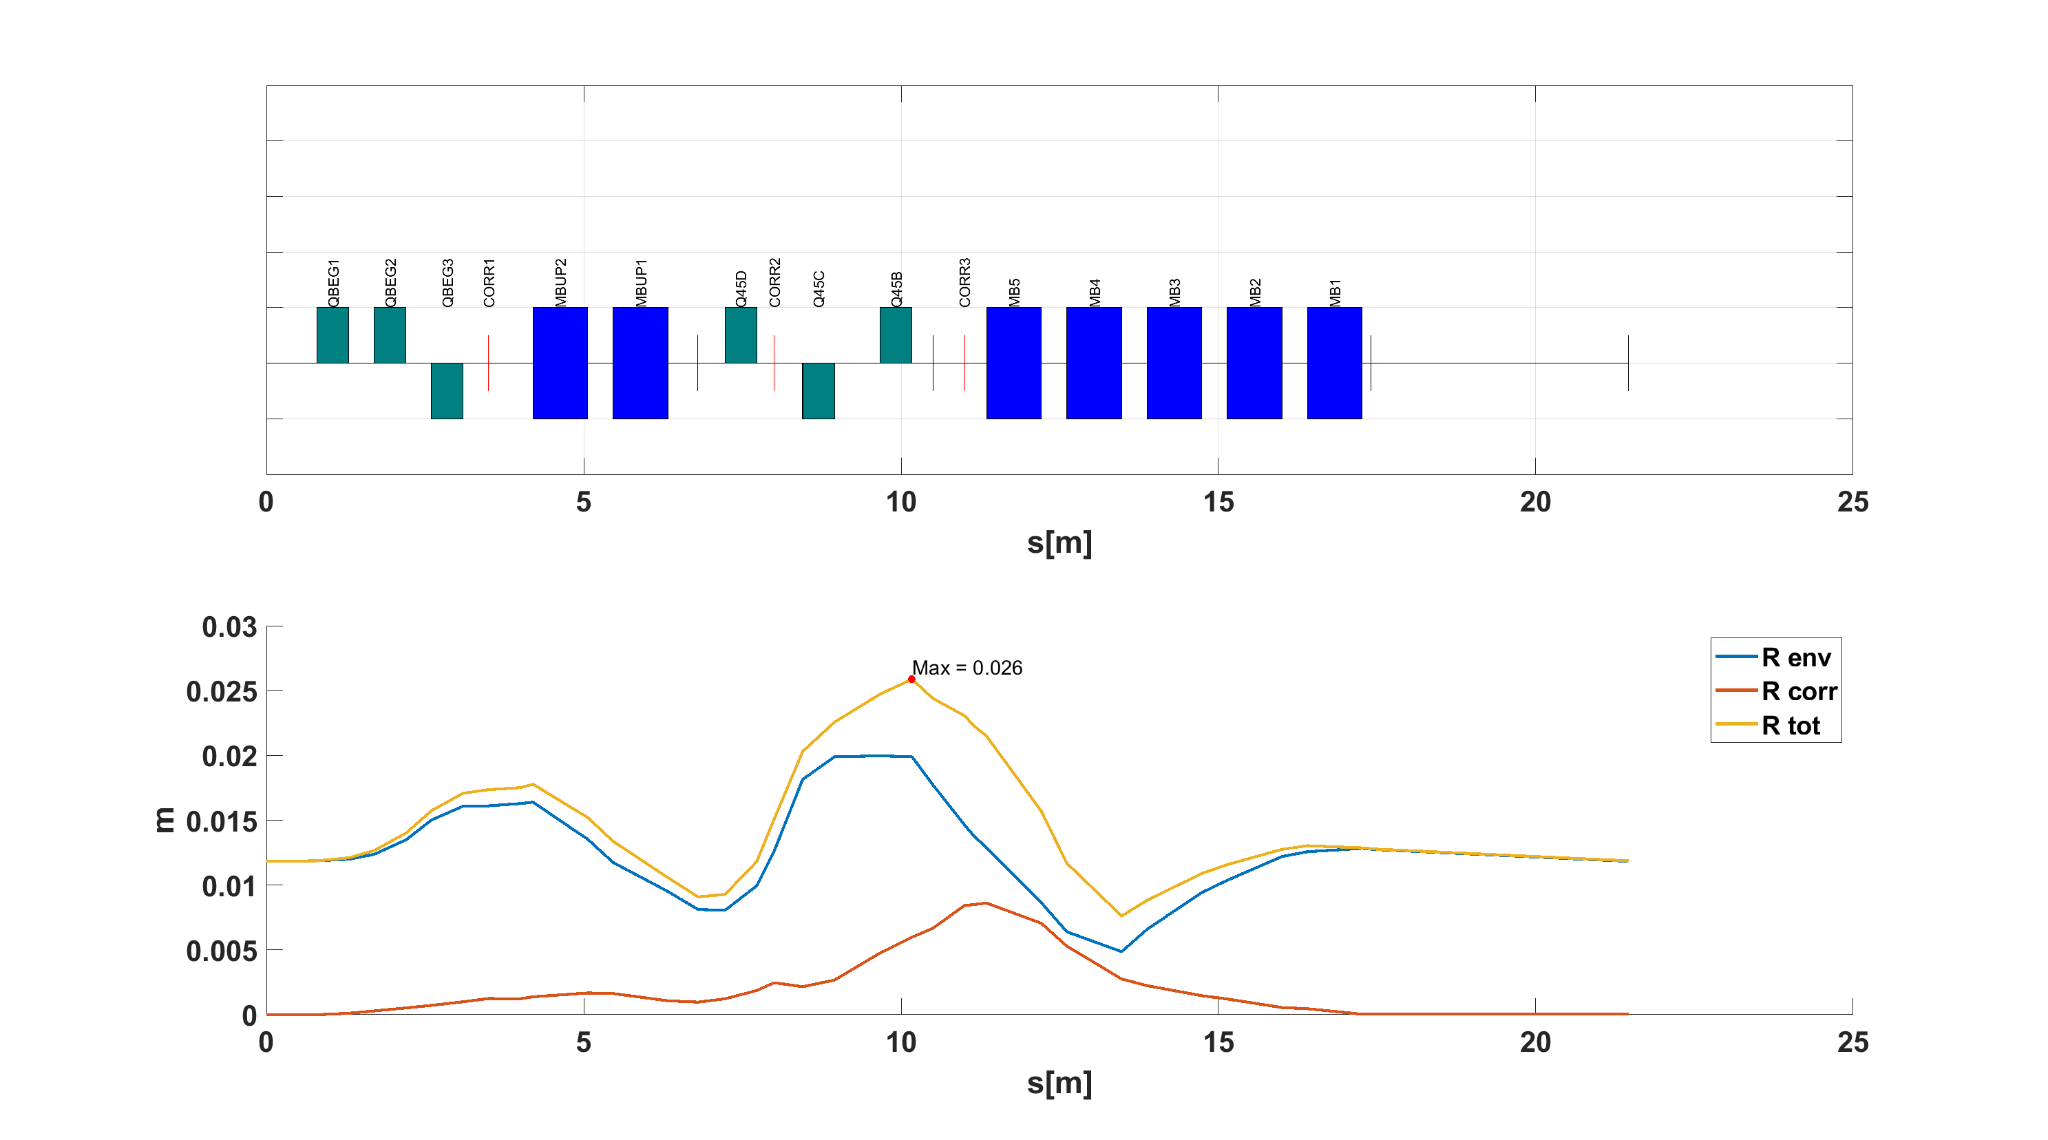 QBEG1
QBEG2
QBEG3
CORR1
MBUP2
MBUP1
Q45D
CORR2
Q45C
Q45B
CORR3
MB5
MB4
MB3
MB2
MB1
0 5 10 15 20 25
s[m]
0.03
0.025
0.02
0.015
0.01
0.005
0
m
Max = 0.026
R env
R corr
R tot
0 5 10 15 20 25
s[m]